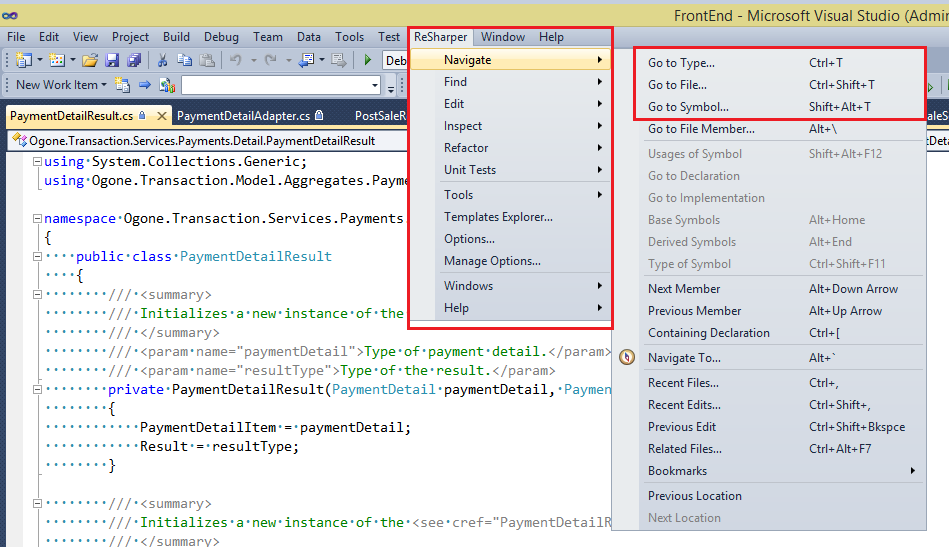 FrontEnd - Microsoft Visual Studio (Admir
File Edit View Project Build Debug Team Data Tools Test ReSharper Window Help
Deb
New Work Item
PaymentDetailResult.cs PaymentDetailAdapter.cs PostSaleR
Ogone.Transaction.Services.Payments.Detail.PaymentDetailResult
using System.Collections.Generic;
using Ogone.Transaction.Model.Aggregates.Payme
namespace Ogone.Transaction.Services.Payments.
{
public class PaymentDetailResult
{
/// <summary>
/// Initializes a new instance of the
/// </summary>
/// <param name="paymentDetail">Type of payment detail.</param>
/// <param name="resultType">Type of the result.</param>
private PaymentDetailResult(PaymentDetail paymentDetail, Paymen
{
PaymentDetailItem = paymentDetail;
Result = resultType;
}
/// <summary>
/// Initializes a new instance of the <see cref="PaymentDetailR
/// </summary>
Navigate
Find
Edit
Inspect
Refactor
Unit Tests
Tools
Templates Explorer...
Options...
Manage Options...
Windows
Help
Go to Type... Ctrl+T
Go to File... Ctrl+Shift+T
Go to Symbol... Shift+Alt+T
Go to File Member... Alt+\
Usages of Symbol Shift+Alt+F12
Go to Declaration
Go to Implementation
Base Symbols Alt+Home
Derived Symbols Alt+End
Type of Symbol Ctrl+Shift+F11
Next Member Alt+Down Arrow
Previous Member Alt+Up Arrow
Containing Declaration Ctrl+[
Navigate To... Alt+`
Recent Files... Ctrl+,
Recent Edits... Ctrl+Shift+,
Previous Edit Ctrl+Shift+Bkspce
Related Files... Ctrl+Alt+F7
Bookmarks
Previous Location
Next Location